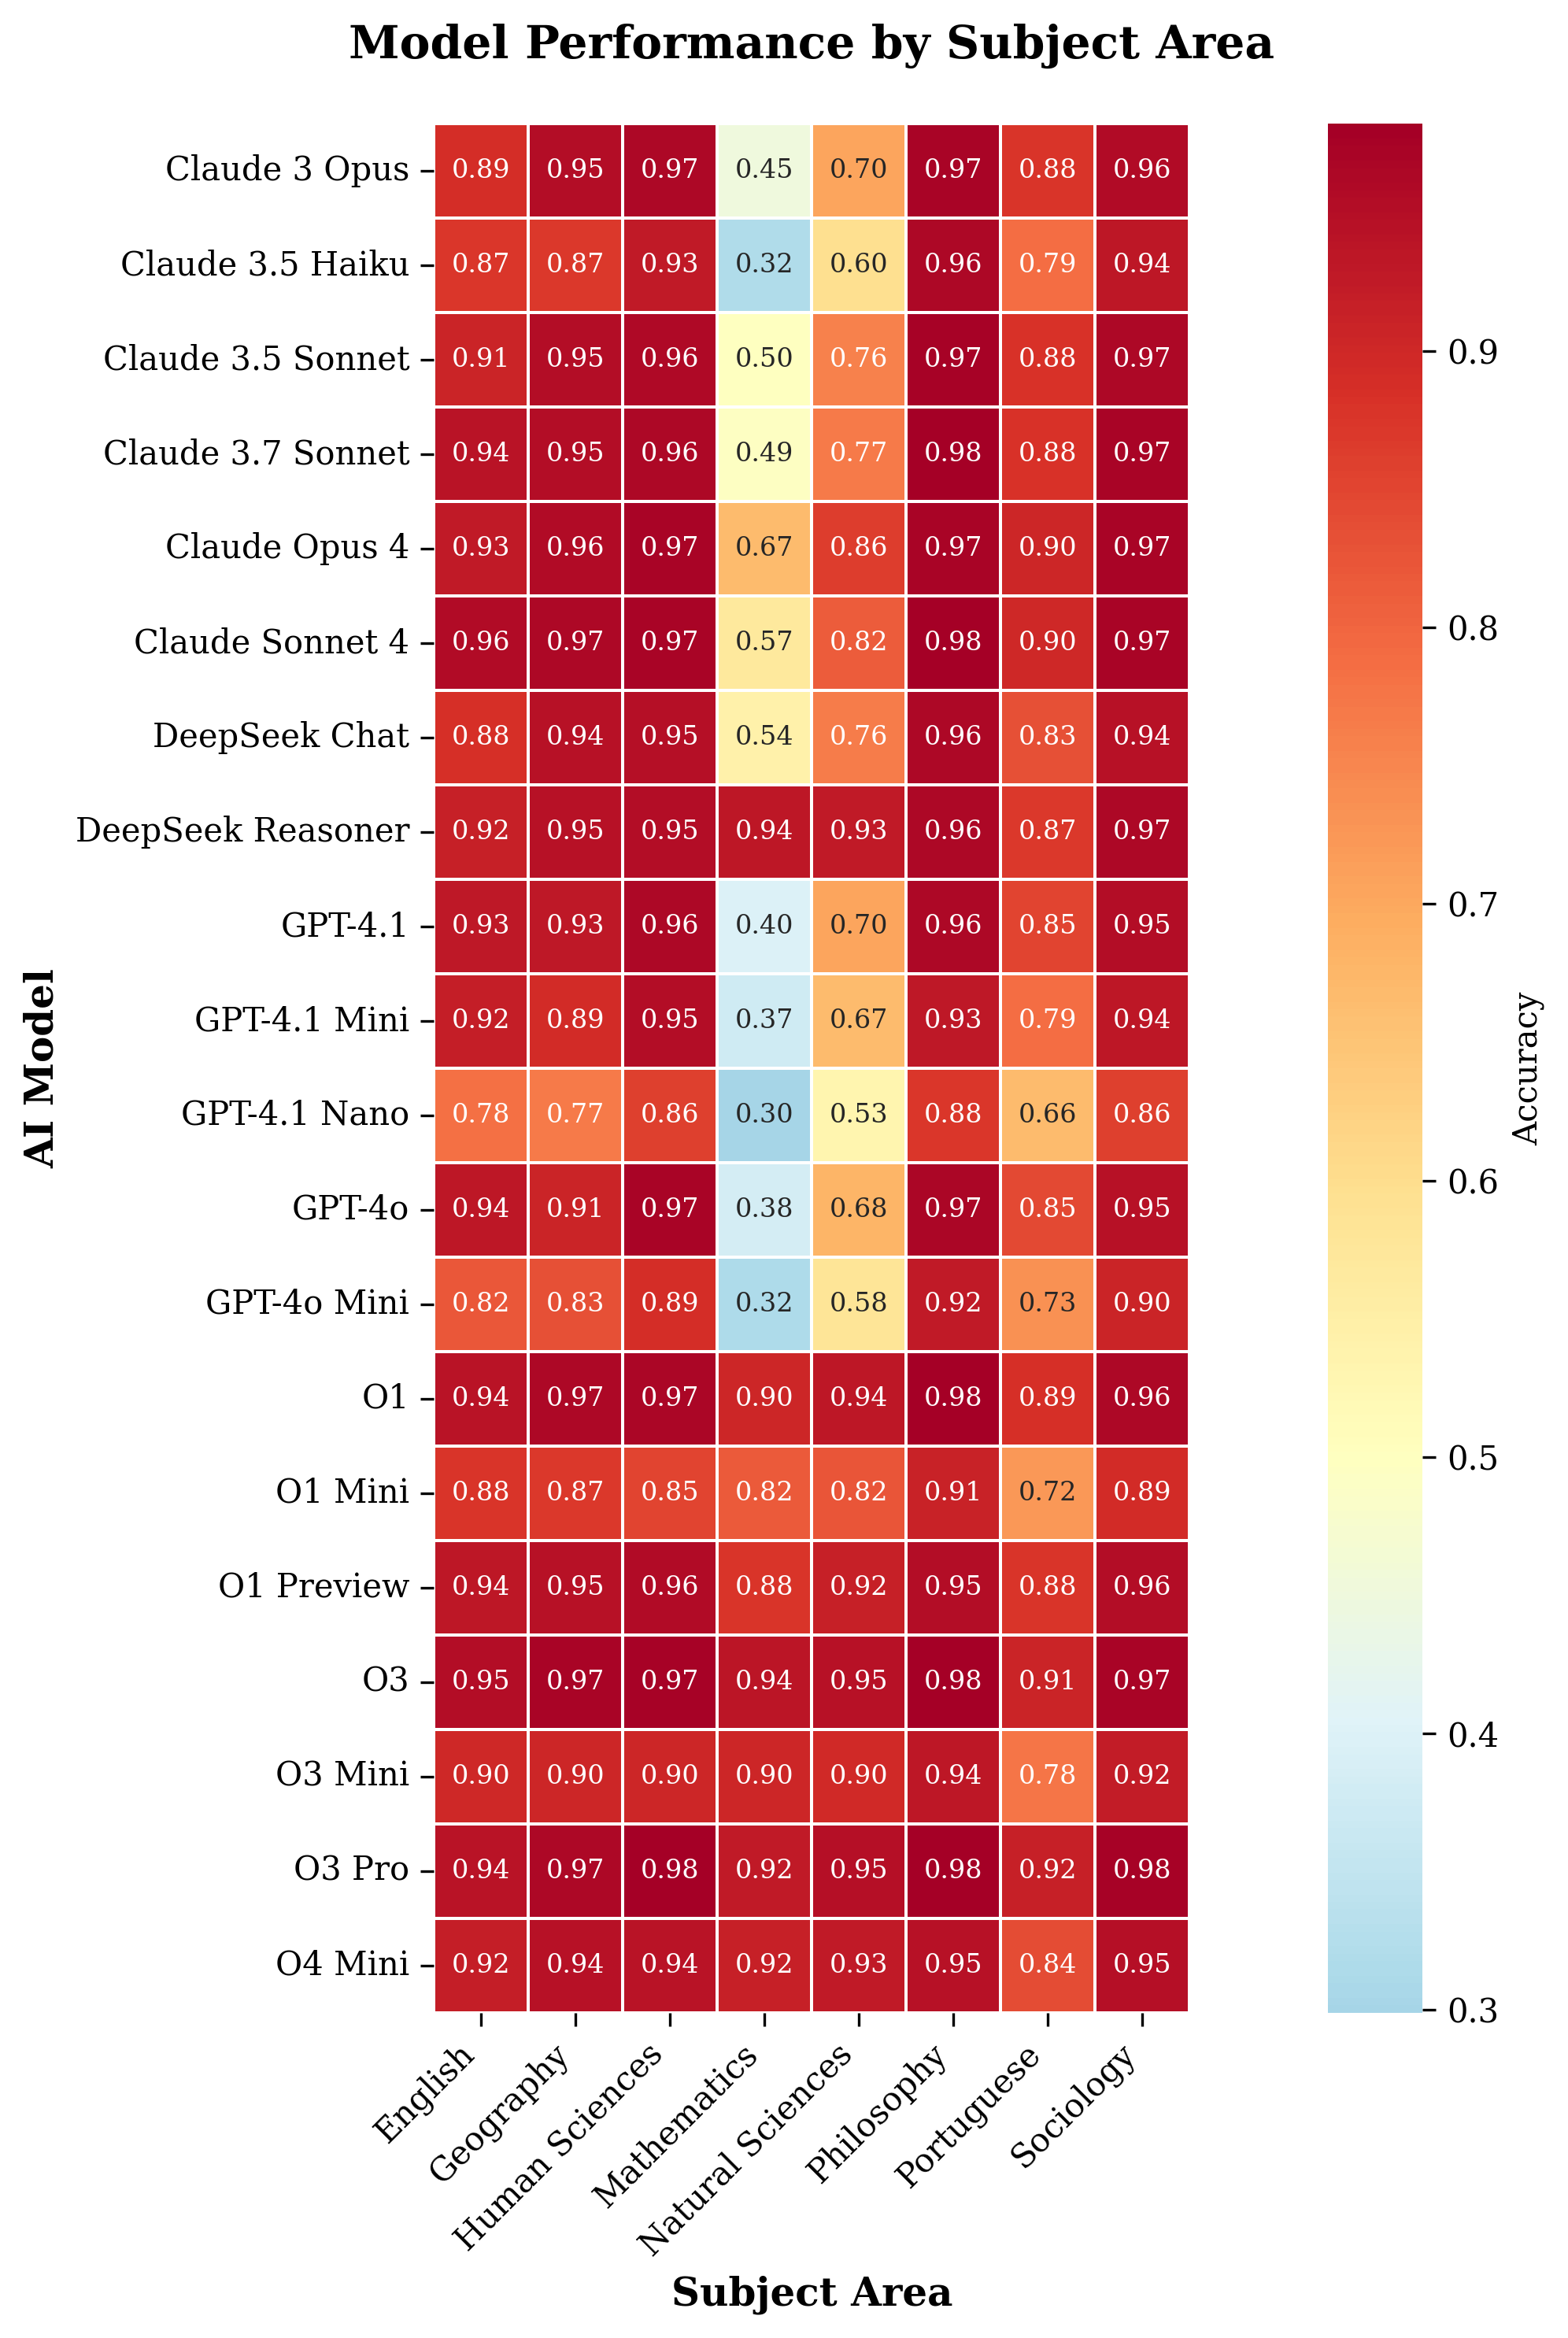 Model Performance by Subject Area
Claude 3 Opus 0.89 0.95 0.97 0.45 0.70 0.97 0.88 0.96
Claude 3.5 Haiku 0.87 0.87 0.93 0.32 0.60 0.96 0.79 0.94
Claude 3.5 Sonnet 0.91 0.95 0.96 0.50 0.76 0.97 0.88 0.97
Claude 3.7 Sonnet 0.94 0.95 0.96 0.49 0.77 0.98 0.88 0.97
Claude Opus 4 0.93 0.96 0.97 0.67 0.86 0.97 0.90 0.97
Claude Sonnet 4 0.96 0.97 0.97 0.57 0.82 0.98 0.90 0.97
DeepSeek Chat 0.88 0.94 0.95 0.54 0.76 0.96 0.83 0.94
DeepSeek Reasoner 0.92 0.95 0.95 0.94 0.93 0.96 0.87 0.97
GPT-4.1 0.93 0.93 0.96 0.40 0.70 0.96 0.85 0.95
GPT-4.1 Mini 0.92 0.89 0.95 0.37 0.67 0.93 0.79 0.94
GPT-4.1 Nano 0.78 0.77 0.86 0.30 0.53 0.88 0.66 0.86
GPT-4o 0.94 0.91 0.97 0.38 0.68 0.97 0.85 0.95
GPT-4o Mini 0.82 0.83 0.89 0.32 0.58 0.92 0.73 0.90
O1 0.94 0.97 0.97 0.90 0.94 0.98 0.89 0.96
O1 Mini 0.88 0.87 0.85 0.82 0.82 0.91 0.72 0.89
O1 Preview 0.94 0.95 0.96 0.88 0.92 0.95 0.88 0.96
O3 0.95 0.97 0.97 0.94 0.95 0.98 0.91 0.97
O3 Mini 0.90 0.90 0.90 0.90 0.90 0.94 0.78 0.92
O3 Pro 0.94 0.97 0.98 0.92 0.95 0.98 0.92 0.98
O4 Mini 0.92 0.94 0.94 0.92 0.93 0.95 0.84 0.95
AI Model
English
Geography
Human Sciences
Mathematics
Natural Sciences
Philosophy
Portuguese
Sociology
Subject Area
0.9
0.8
0.7
0.6
0.5
0.4
0.3
Accuracy